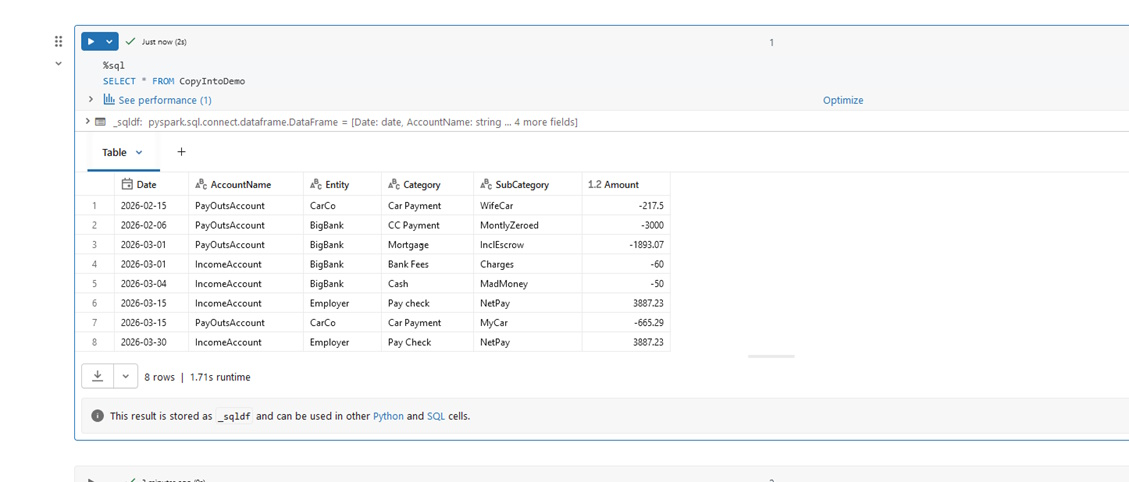 Just now (2s)
1
%sql
SELECT * FROM CopyIntoDemo
See performance (1)
Optimize
_sqldf: pyspark.sql.connect.dataframe.DataFrame = [Date: date, AccountName: string ... 4 more fields]
Table
+
Date ABC AccountName ABC Entity ABC Category ABC SubCategory 1.2 Amount
1 2026-02-15 PayOutsAccount CarCo Car Payment WifeCar -217.5
2 2026-02-06 PayOutsAccount BigBank CC Payment MontlyZeroed -3000
3 2026-03-01 PayOutsAccount BigBank Mortgage InclEscrow -1893.07
4 2026-03-01 IncomeAccount BigBank Bank Fees Charges -60
5 2026-03-04 IncomeAccount BigBank Cash MadMoney -50
6 2026-03-15 IncomeAccount Employer Pay check NetPay 3887.23
7 2026-03-15 PayOutsAccount CarCo Car Payment MyCar -665.29
8 2026-03-30 IncomeAccount Employer Pay Check NetPay 3887.23
8 rows | 1.71s runtime
This result is stored as _sqldf and can be used in other Python and SQL cells.